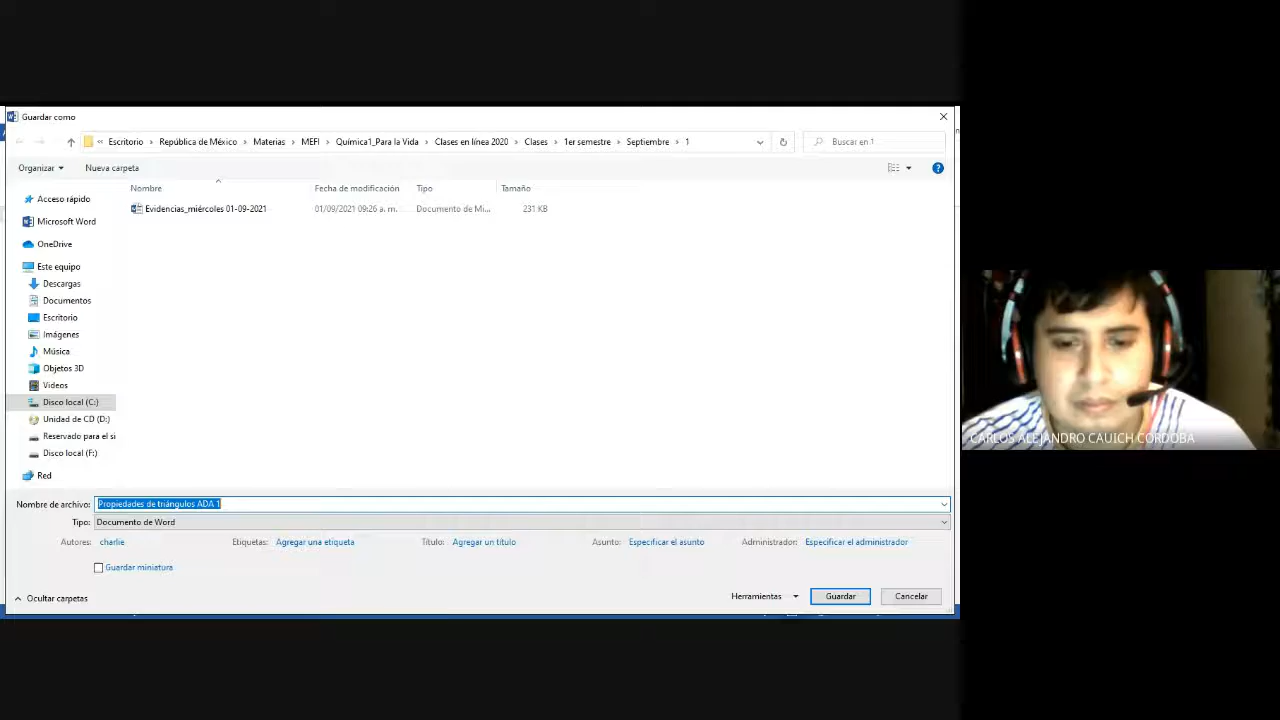 Guardar como
« Escritorio › República de México › Materias › MEFI › Química1_Para la Vida › Clases en línea 2020 › Clases › 1er semestre › Septiembre › 1
Buscar en 1
Organizar
Nueva carpeta
Nombre
Fecha de modificación
Tipo
Tamaño
Evidencias_miércoles 01-09-2021
01/09/2021 09:26 a. m.
Documento de Mi...
231 KB
Acceso rápido
Microsoft Word
OneDrive
Este equipo
Descargas
Documentos
Escritorio
Imágenes
Música
Objetos 3D
Videos
Disco local (C:)
Unidad de CD (D:)
Reservado para el si
Disco local (F:)
Red
Nombre de archivo: Propiedades de triángulos ADA 1
Tipo: Documento de Word
Autores: charlie
Etiquetas: Agregar una etiqueta
Título: Agregar un título
Asunto: Especificar el asunto
Administrador: Especificar el administrador
Guardar miniatura
Ocultar carpetas
Herramientas
Guardar
Cancelar
CARLOS ALEJANDRO CAUICH CORDOBA